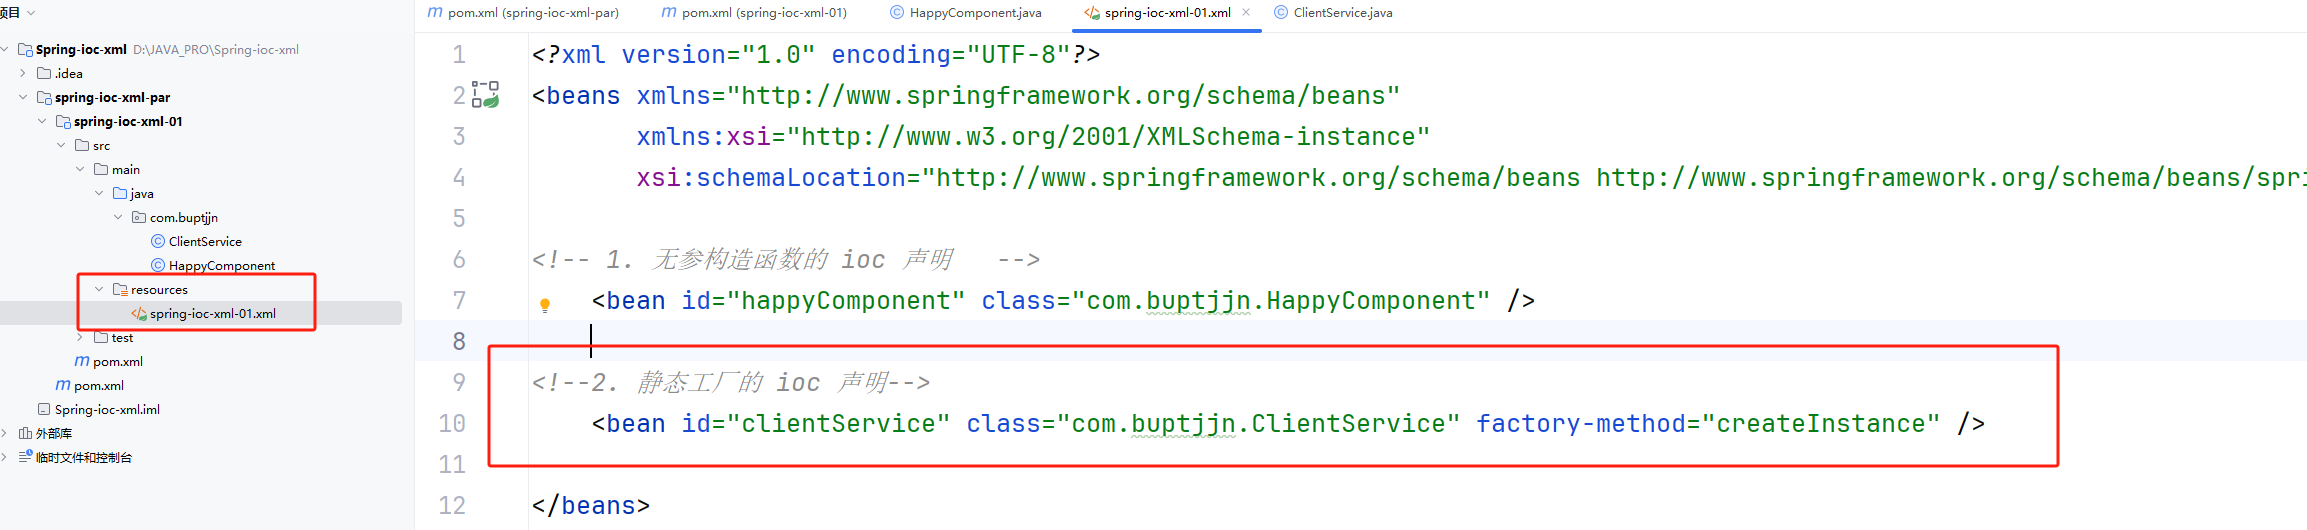 项目
Spring-ioc-xml D:\JAVA_PRO\Spring-ioc-xml
.idea
spring-ioc-xml-par
spring-ioc-xml-01
src
main
java
com.buptjjn
ClientService
HappyComponent
resources
spring-ioc-xml-01.xml
test
pom.xml
pom.xml
Spring-ioc-xml.iml
外部库
临时文件和控制台
pom.xml (spring-ioc-xml-par) pom.xml (spring-ioc-xml-01) HappyComponent.java spring-ioc-xml-01.xml ClientService.java
1 <?xml version="1.0" encoding="UTF-8"?>
2 <beans xmlns="http://www.springframework.org/schema/beans"
3 xmlns:xsi="http://www.w3.org/2001/XMLSchema-instance"
4 xsi:schemaLocation="http://www.springframework.org/schema/beans http://www.springframework.org/schema/beans/spri
5
6 <!-- 1. 无参构造函数的 ioc 声明 -->
7 <bean id="happyComponent" class="com.buptjjn.HappyComponent" />
8
9 <!--2. 静态工厂的 ioc 声明-->
10 <bean id="clientService" class="com.buptjjn.ClientService" factory-method="createInstance" />
11
12 </beans>